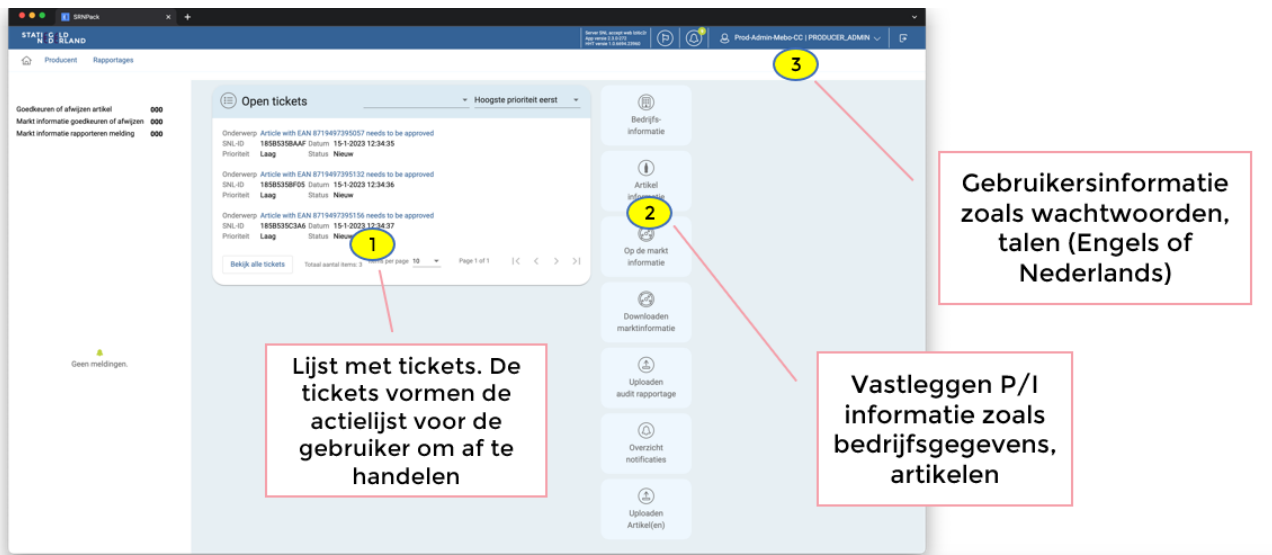 SRNPack
STATIEGELD
NEDERLAND
Prod-Admin-Mebo-CC | PRODUCER_ADMIN
Producent Rapportages
3
Goedkeuren of afwijzen artikel 000
Markt informatie goedkeuren of afwijzen 000
Markt informatie rapporteren melding 000
Open tickets
Hoogste prioriteit eerst
Onderwerp Article with EAN 8719497395057 needs to be approved
SNL-ID 185B535BAAF Datum 15-1-2023 12:34:35
Prioriteit Laag Status Nieuw
Onderwerp Article with EAN 8719497395132 needs to be approved
SNL-ID 185B535BFD5 Datum 15-1-2023 12:34:36
Prioriteit Laag Status Nieuw
Onderwerp Article with EAN 8719497395156 needs to be approved
SNL-ID 185B535C3A6 Datum 15-1-2023 12:34:37
Prioriteit Laag Status Nieuw
1
Bekijk alle tickets Totaal aantal items: 3 per page 10 Page 1 of 1
Bedrijfs-
informatie
Artikel
informatie
2
Op de markt
informatie
Downloaden
marktinformatie
Uploaden
audit rapportage
Overzicht
notificaties
Uploaden
Artikel(en)
Geen meldingen.
Lijst met tickets. De
tickets vormen de
actielijst voor de
gebruiker om af te
handelen
Gebruikersinformatie
zoals wachtwoorden,
talen (Engels of
Nederlands)
Vastleggen P/I
informatie zoals
bedrijfsgegevens,
artikelen